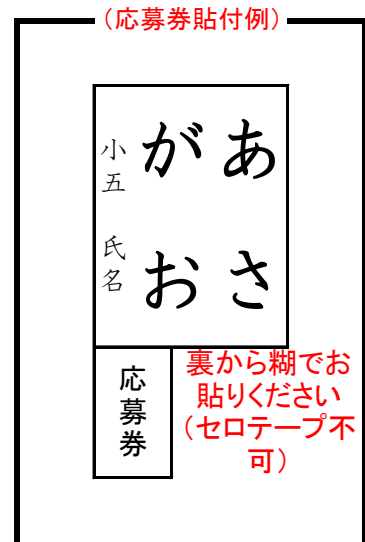 （応募券貼付例）
あさ
がお
小五 氏名
応募券
裏から糊でお
貼りください
（セロテープ不
可）